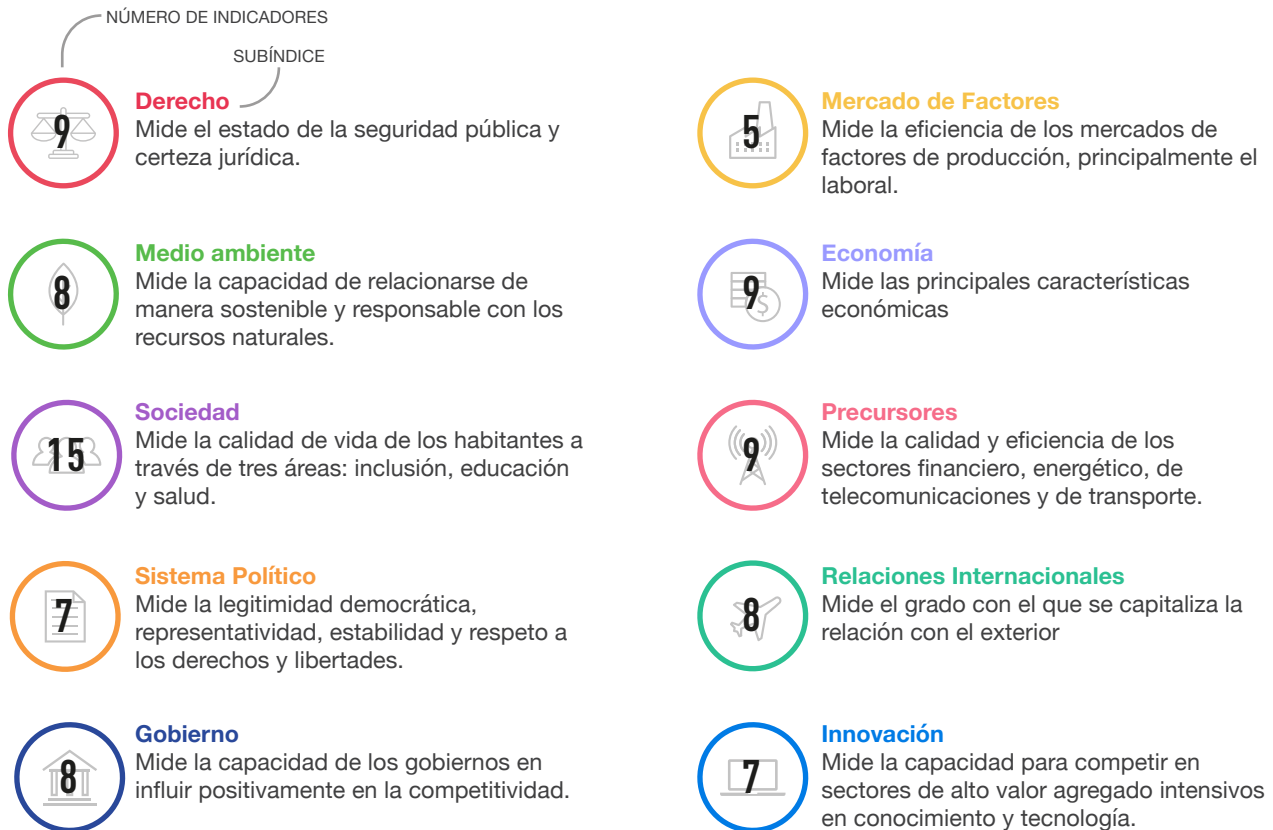 NÚMERO DE INDICADORES
SUBÍNDICE
9
Derecho
Mide el estado de la seguridad pública y
certeza jurídica.
8
Medio ambiente
Mide la capacidad de relacionarse de
manera sostenible y responsable con los
recursos naturales.
15
Sociedad
Mide la calidad de vida de los habitantes a
través de tres áreas: inclusión, educación
y salud.
7
Sistema Político
Mide la legitimidad democrática,
representatividad, estabilidad y respeto a
los derechos y libertades.
8
Gobierno
Mide la capacidad de los gobiernos en
influir positivamente en la competitividad.
5
Mercado de Factores
Mide la eficiencia de los mercados de
factores de producción, principalmente el
laboral.
9
Economía
Mide las principales características
económicas
9
Precursores
Mide la calidad y eficiencia de los
sectores financiero, energético, de
telecomunicaciones y de transporte.
8
Relaciones Internacionales
Mide el grado con el que se capitaliza la
relación con el exterior
7
Innovación
Mide la capacidad para competir en
sectores de alto valor agregado intensivos
en conocimiento y tecnología.